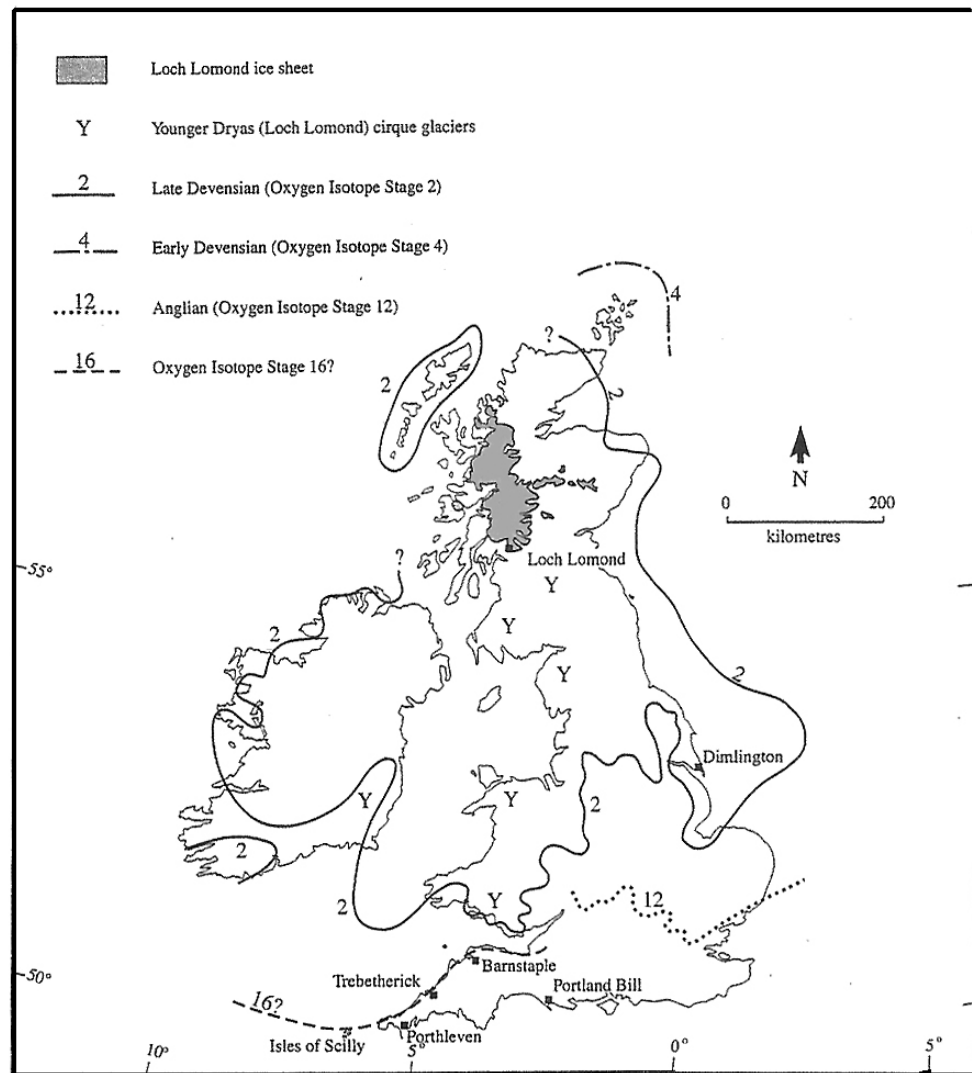 Loch Lomond ice sheet
Y Younger Dryas (Loch Lomond) cirque glaciers
2 Late Devensian (Oxygen Isotope Stage 2)
4 Early Devensian (Oxygen Isotope Stage 4)
12 Anglian (Oxygen Isotope Stage 12)
16 Oxygen Isotope Stage 16?
4
?
2
2
N
0 200
kilometres
Loch Lomond
55°
?
Y
Y
2
Y
2
Dimlington
Y
Y
2
2
Y
12
2
50°
Barnstaple
Trebetherick
Portland Bill
16?
Porthleven
Isles of Scilly
10°
5°
0°
5°